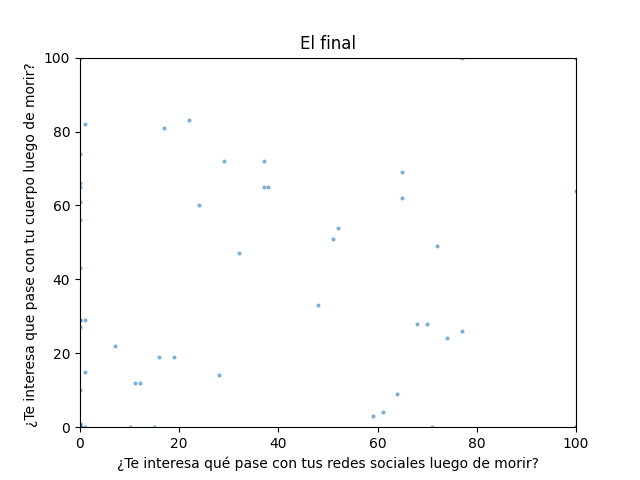 El final
100
80
60
40
20
0
¿Te interesa que pase con tu cuerpo luego de morir?
0 20 40 60 80 100
¿Te interesa qué pase con tus redes sociales luego de morir?